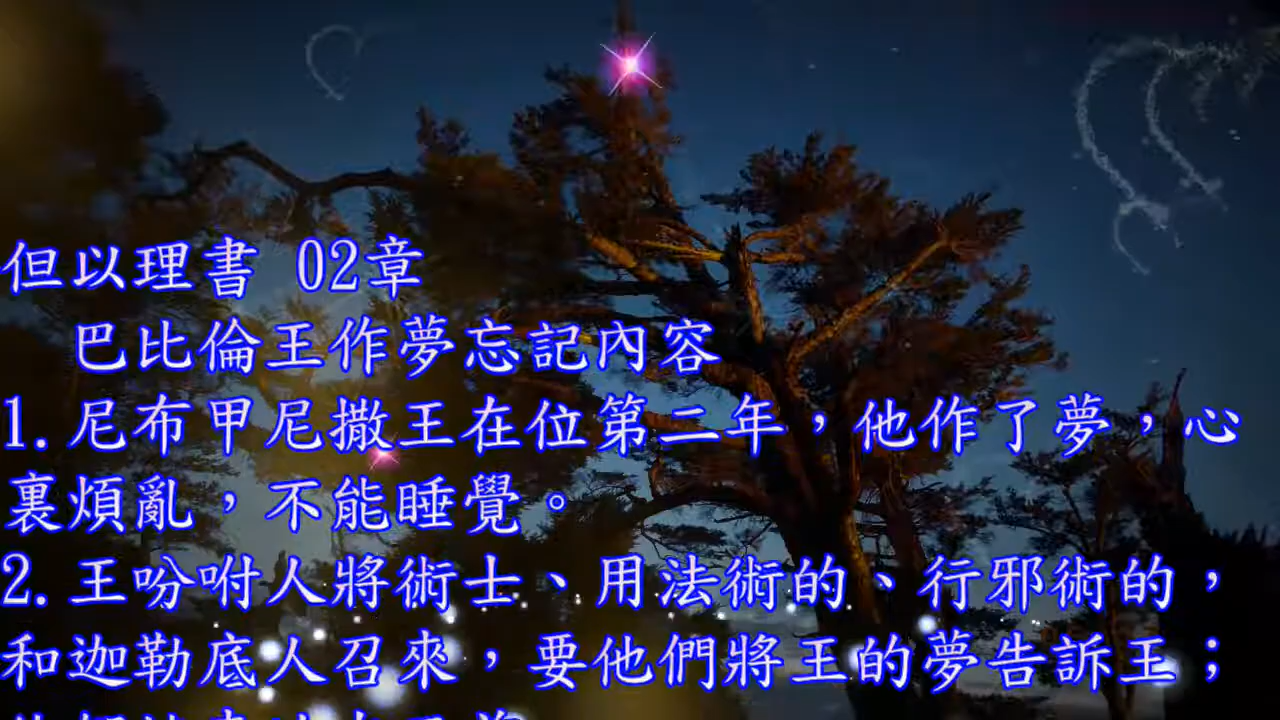 但以理書 02章
巴比倫王作夢忘記內容
1.尼布甲尼撒王在位第二年，他作了夢，心
裏煩亂，不能睡覺。
2.王吩咐人將術士、用法術的、行邪術的，
和迦勒底人召來，要他們將王的夢告訴王；